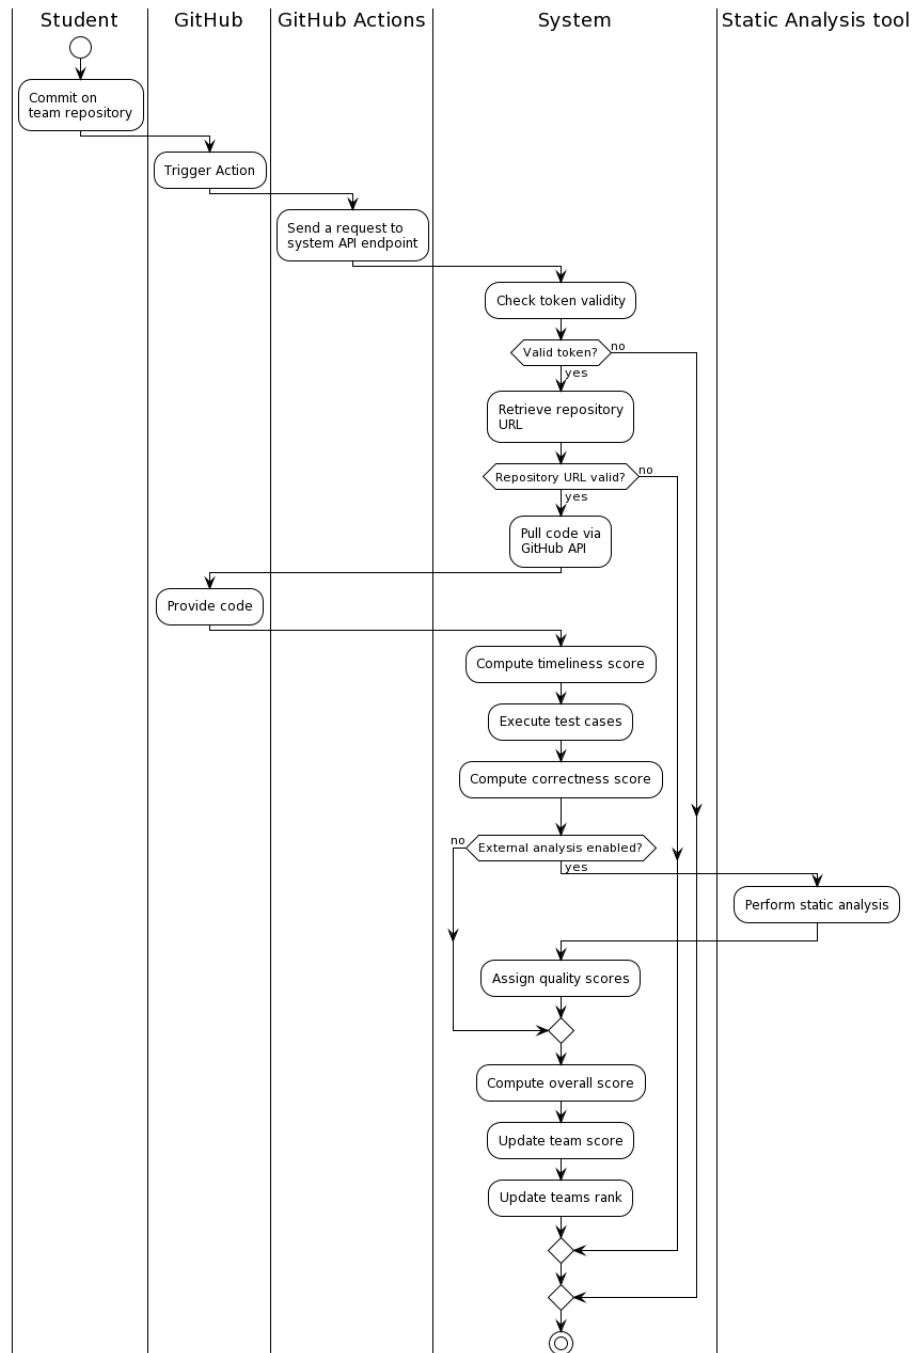 Student
GitHub
GitHub Actions
System
Static Analysis tool
Commit on
team repository
Trigger Action
Send a request to
system API endpoint
Check token validity
Valid token?
no
yes
Retrieve repository
URL
Repository URL valid?
no
yes
Pull code via
GitHub API
Provide code
Compute timeliness score
Execute test cases
Compute correctness score
no
External analysis enabled?
yes
Perform static analysis
Assign quality scores
Compute overall score
Update team score
Update teams rank